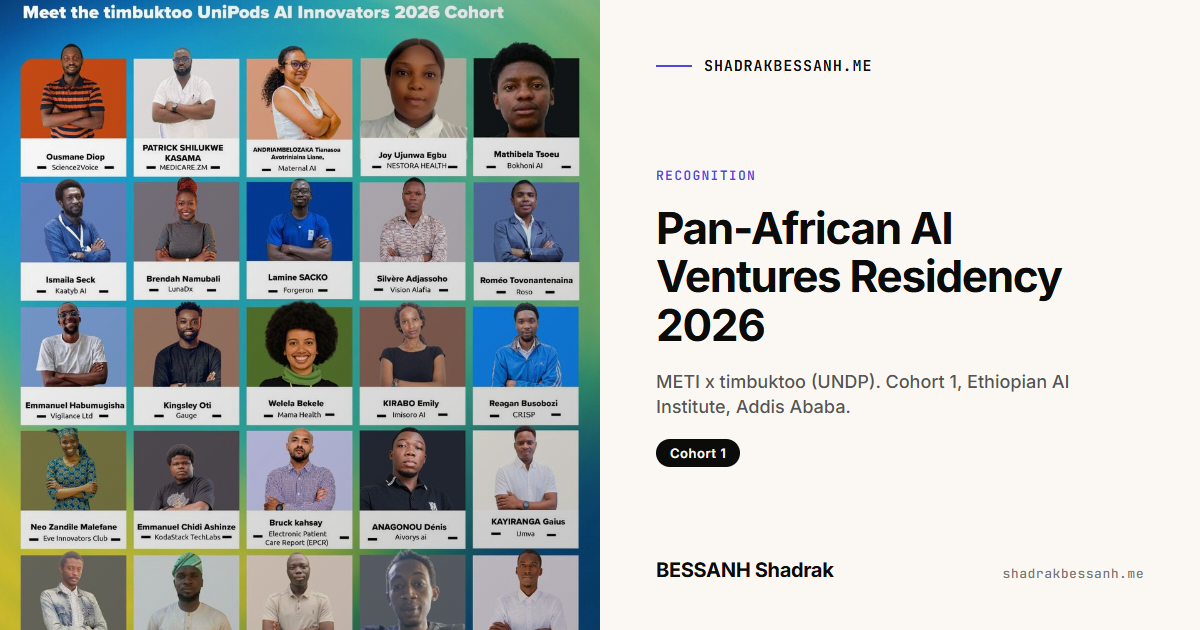 Meet the timbuktoo UniPods AI Innovators 2026 Cohort
Ousmane Diop
Science2Voice
PATRICK SHILUKWE
KASAMA
MEDICARE.ZM
ANDRIAMBELOZAKA Tianasoa
Avotriniaina Liane,
Maternal AI
Joy Ujunwa Egbu
NESTORA HEALTH
Mathibela Tsoeu
Bokhoni AI
Ismaila Seck
Kaatyb AI
Brendah Namubali
LunaDx
Lamine SACKO
Forgeron
Silvère Adjassoho
Vision Alafia
Roméo Tovonantenaina
Roso
Emmanuel Habumugisha
Vigilance Ltd
Kingsley Oti
Gauge
Welela Bekele
Mama Health
KIRABO Emily
Imisoro AI
Reagan Busobozi
CRISP
Neo Zandile Malefane
Eve Innovators Club
Emmanuel Chidi Ashinze
KodaStack TechLabs
Bruck kahsay
Electronic Patient
Care Report (EPCR)
ANAGONOU Dénis
Aivorys ai
KAYIRANGA Gaius
Umva
SHADRAKBESSANH.ME
RECOGNITION
Pan-African AI
Ventures Residency
2026
METI x timbuktoo (UNDP). Cohort 1, Ethiopian AI
Institute, Addis Ababa.
Cohort 1
BESSANH Shadrak
shadrakbessanh.me